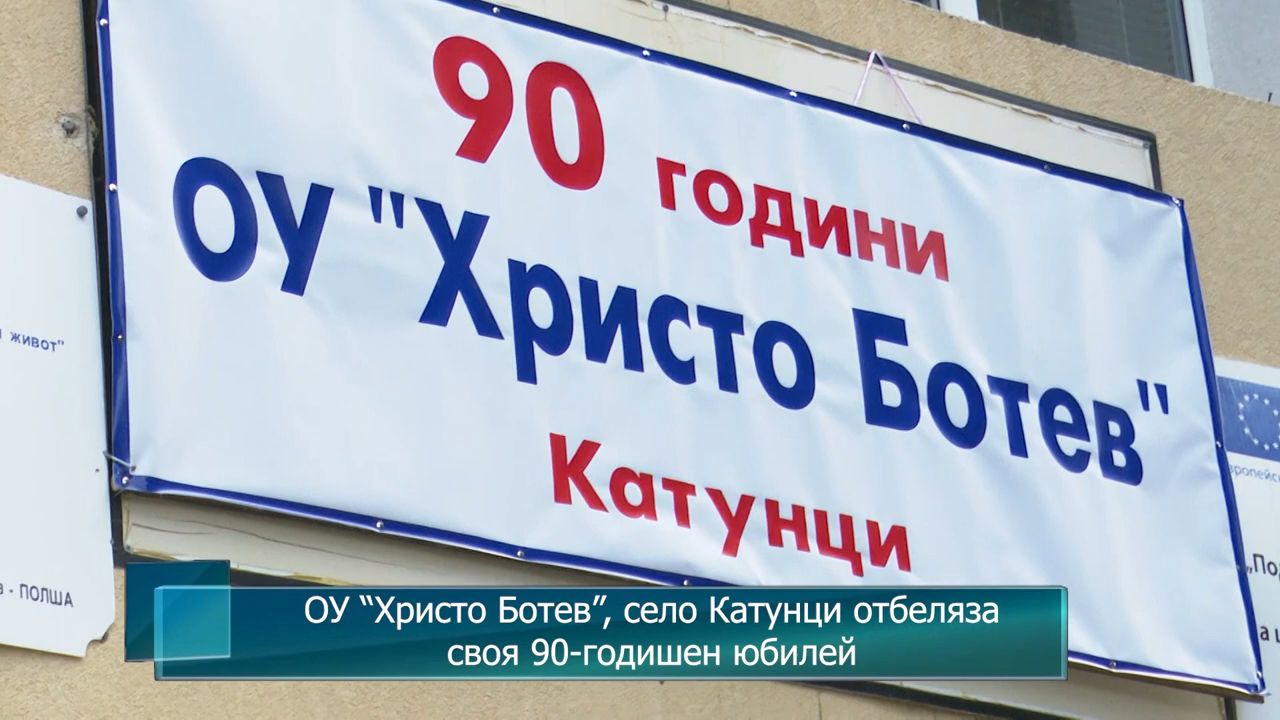 90 години
ОУ "Христо Ботев"
Катунци
живот"
- ПОЛША
ОУ “Христо Ботев”, село Катунци отбеляза
своя 90-годишен юбилей